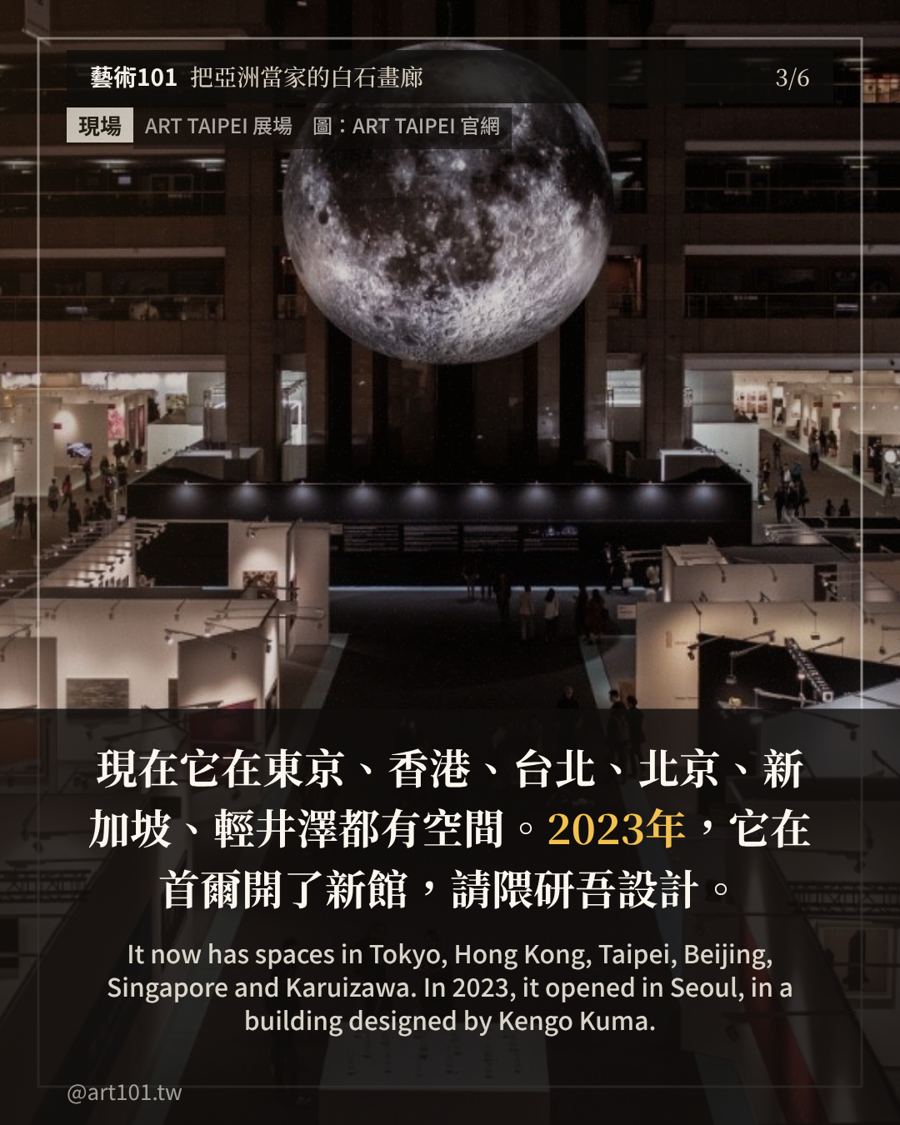 藝術101 把亞洲當家的白石畫廊 3/6
現場 ART TAIPEI 展場 圖：ART TAIPEI 官網
現在它在東京、香港、台北、北京、新
加坡、輕井澤都有空間。2023年，它在
首爾開了新館，請隈研吾設計。
It now has spaces in Tokyo, Hong Kong, Taipei, Beijing,
Singapore and Karuizawa. In 2023, it opened in Seoul, in a
building designed by Kengo Kuma.
@art101.tw